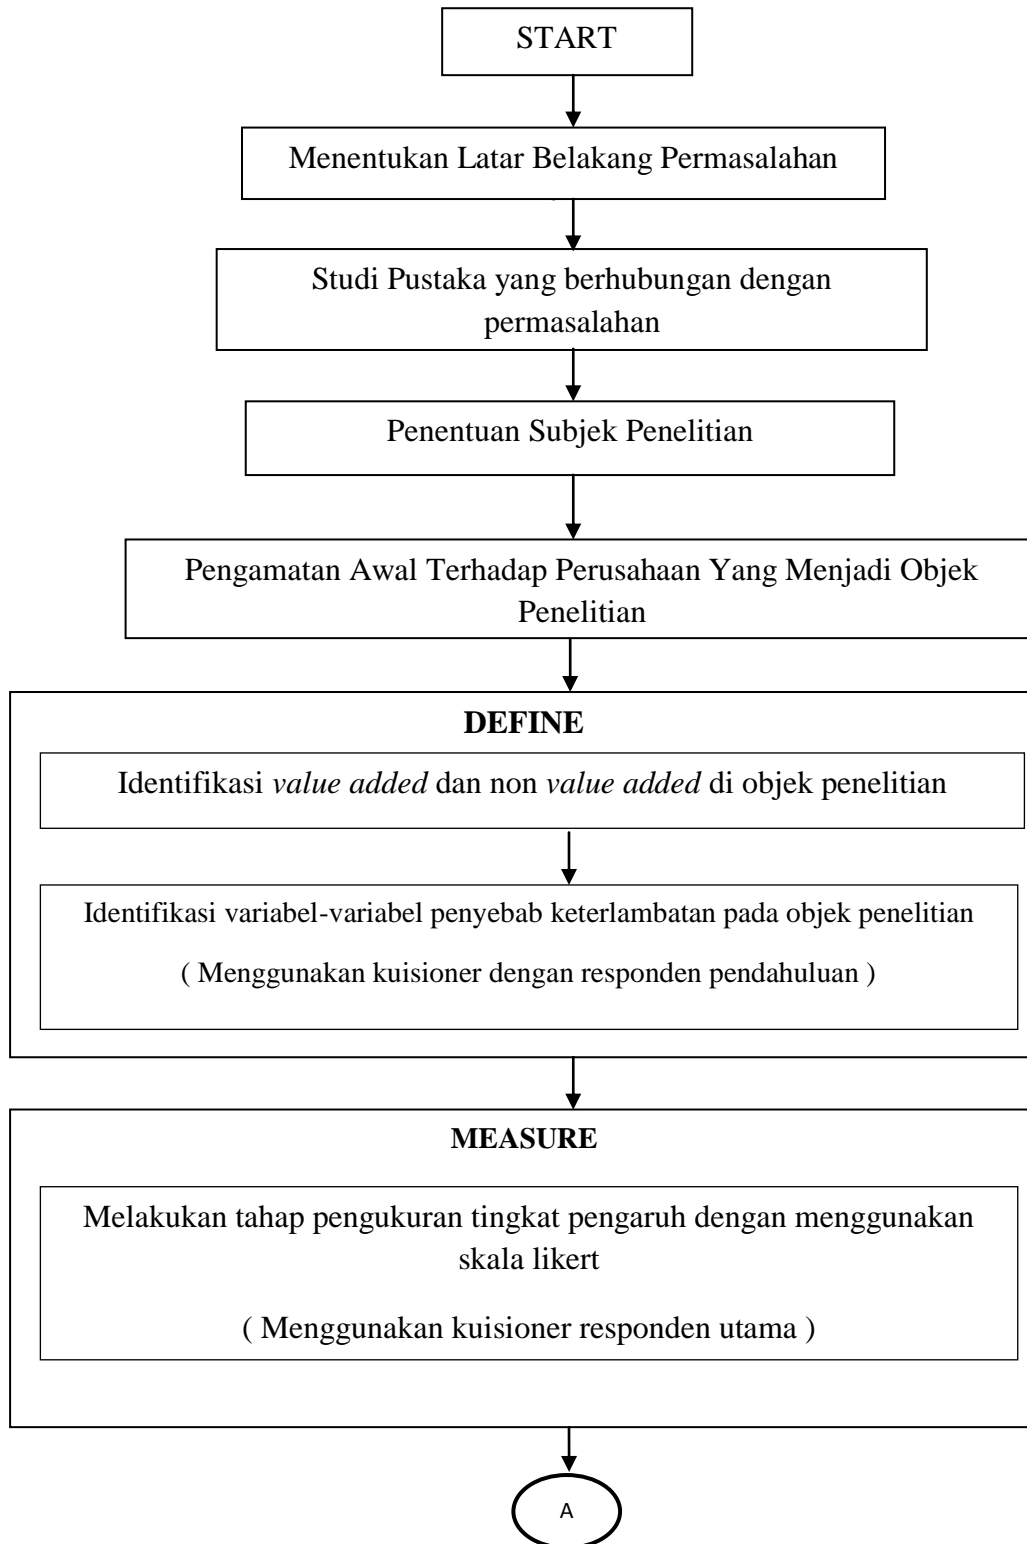 START
Menentukan Latar Belakang Permasalahan
Studi Pustaka yang berhubungan dengan
permasalahan
Penentuan Subjek Penelitian
Pengamatan Awal Terhadap Perusahaan Yang Menjadi Objek
Penelitian
DEFINE
Identifikasi value added dan non value added di objek penelitian
Identifikasi variabel-variabel penyebab keterlambatan pada objek penelitian
( Menggunakan kuisioner dengan responden pendahuluan )
MEASURE
Melakukan tahap pengukuran tingkat pengaruh dengan menggunakan
skala likert
( Menggunakan kuisioner responden utama )
A